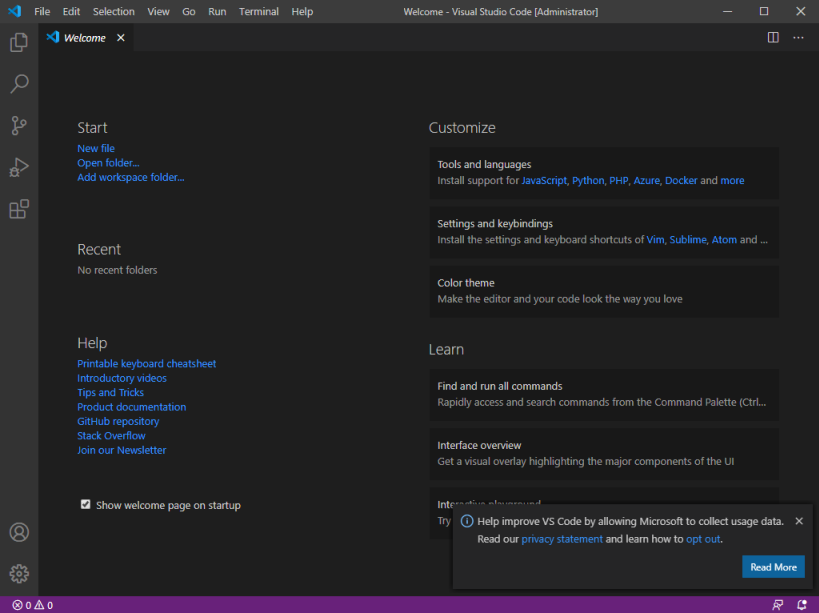 File Edit Selection View Go Run Terminal Help Welcome - Visual Studio Code [Administrator]
Welcome
Start
New file
Open folder...
Add workspace folder...
Recent
No recent folders
Help
Printable keyboard cheatsheet
Introductory videos
Tips and Tricks
Product documentation
GitHub repository
Stack Overflow
Join our Newsletter
Show welcome page on startup
Customize
Tools and languages
Install support for JavaScript, Python, PHP, Azure, Docker and more
Settings and keybindings
Install the settings and keyboard shortcuts of Vim, Sublime, Atom and ...
Color theme
Make the editor and your code look the way you love
Learn
Find and run all commands
Rapidly access and search commands from the Command Palette (Ctrl...
Interface overview
Get a visual overlay highlighting the major components of the UI
Interactive playground
Try
Help improve VS Code by allowing Microsoft to collect usage data.
Read our privacy statement and learn how to opt out.
Read More
0 0